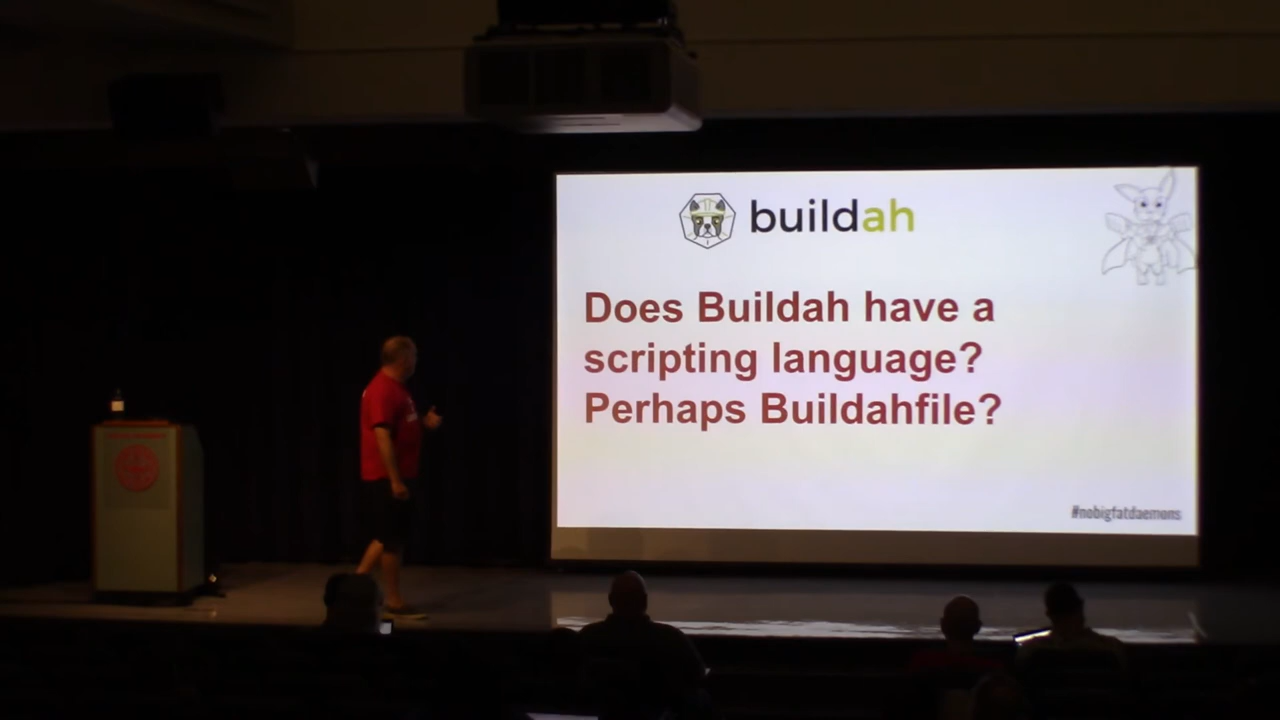 buildah
Does Buildah have a
scripting language?
Perhaps Buildahfile?
#nobigfatdaemons